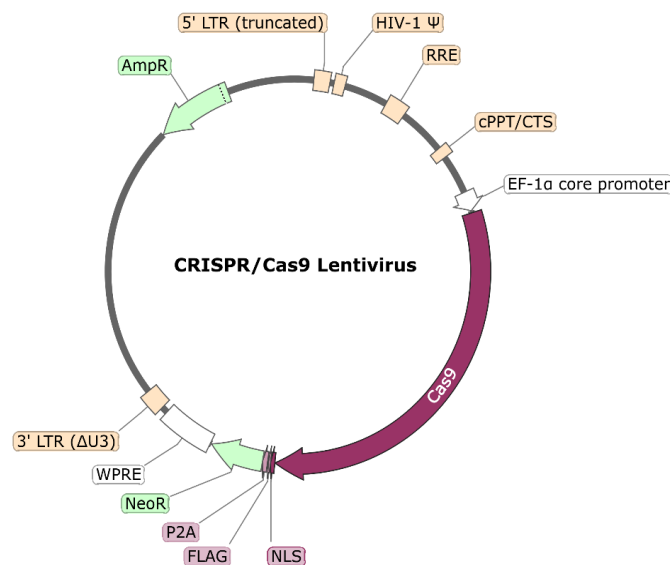 5' LTR (truncated)
HIV-1 Ψ
AmpR
RRE
cPPT/CTS
EF-1α core promoter
CRISPR/Cas9 Lentivirus
Cas9
3' LTR (ΔU3)
WPRE
NeoR
P2A
FLAG
NLS